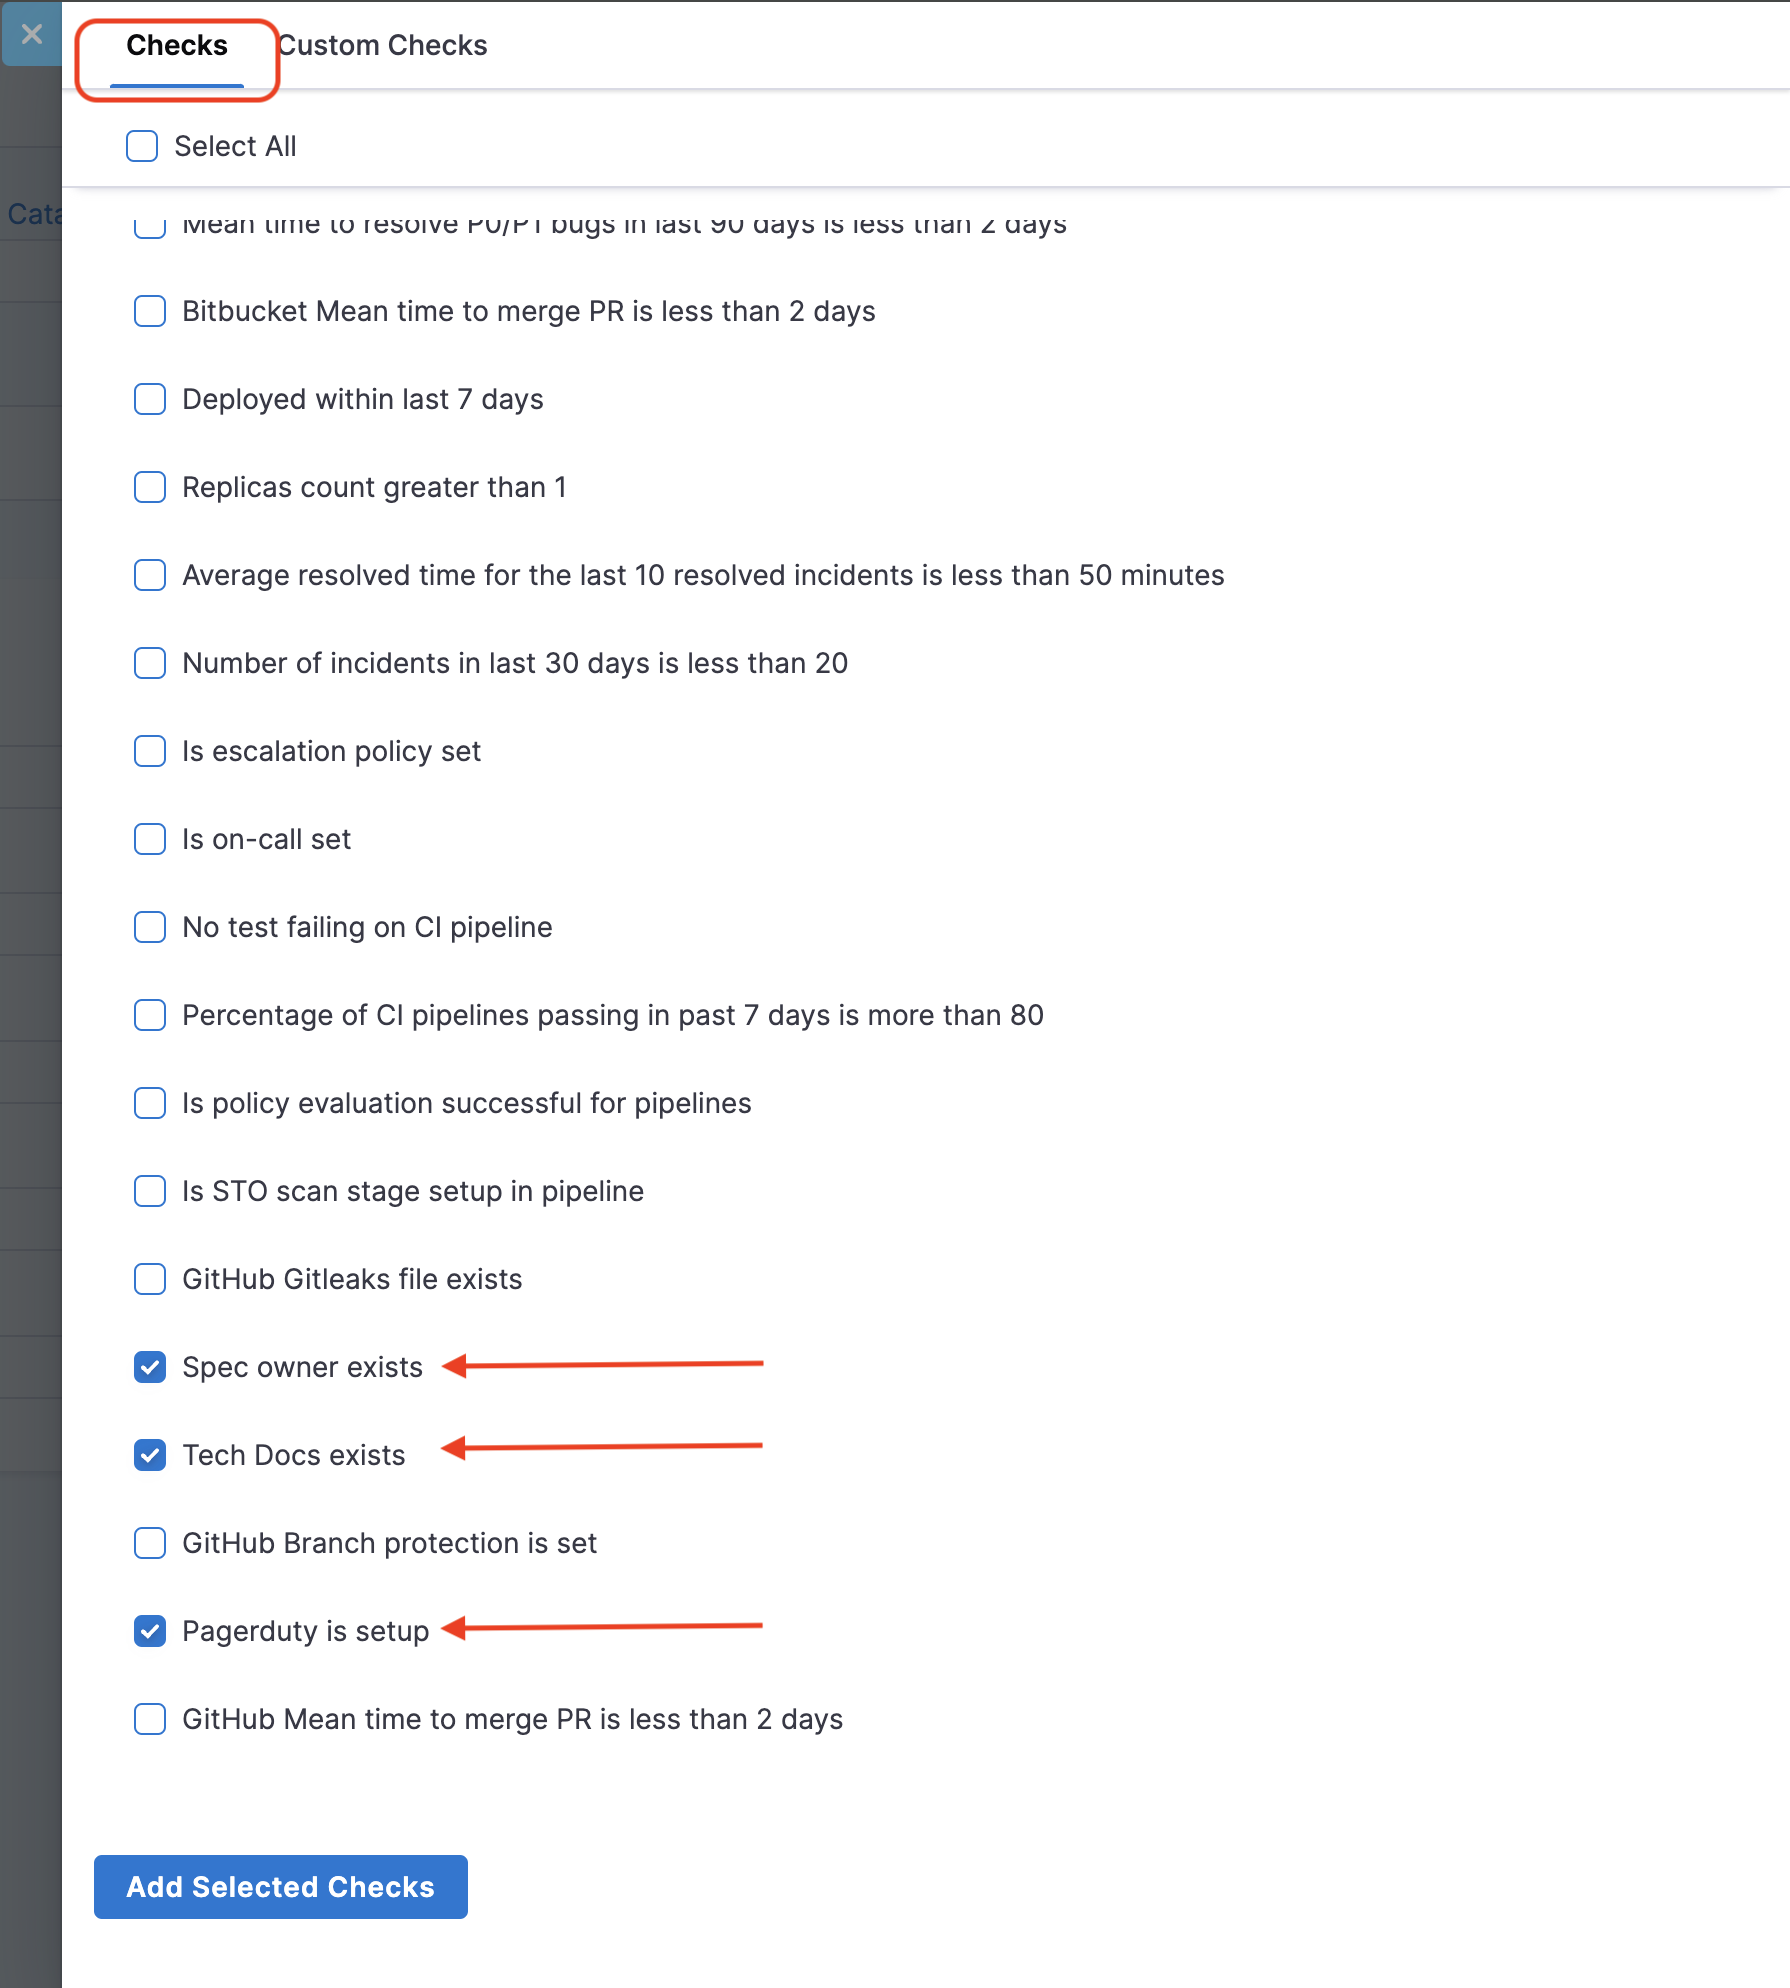 Checks
Custom Checks
Select All
Cata
Mean time to resolve P0/P1 bugs in last 90 days is less than 2 days
Bitbucket Mean time to merge PR is less than 2 days
Deployed within last 7 days
Replicas count greater than 1
Average resolved time for the last 10 resolved incidents is less than 50 minutes
Number of incidents in last 30 days is less than 20
Is escalation policy set
Is on-call set
No test failing on CI pipeline
Percentage of CI pipelines passing in past 7 days is more than 80
Is policy evaluation successful for pipelines
Is STO scan stage setup in pipeline
GitHub Gitleaks file exists
Spec owner exists
Tech Docs exists
GitHub Branch protection is set
Pagerduty is setup
GitHub Mean time to merge PR is less than 2 days
Add Selected Checks